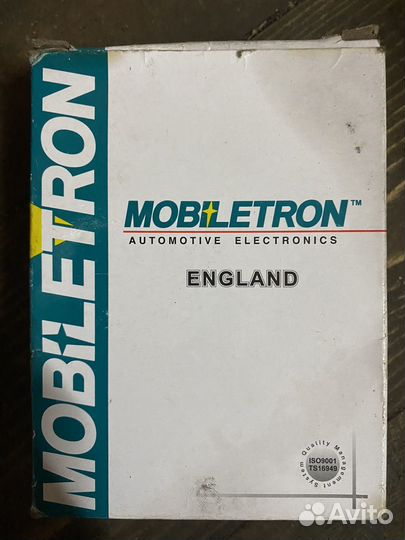 MOBILETRON
MOBILETRON™
AUTOMOTIVE ELECTRONICS
ENGLAND
Quality Management System
ISO9001
TS16949
Avito